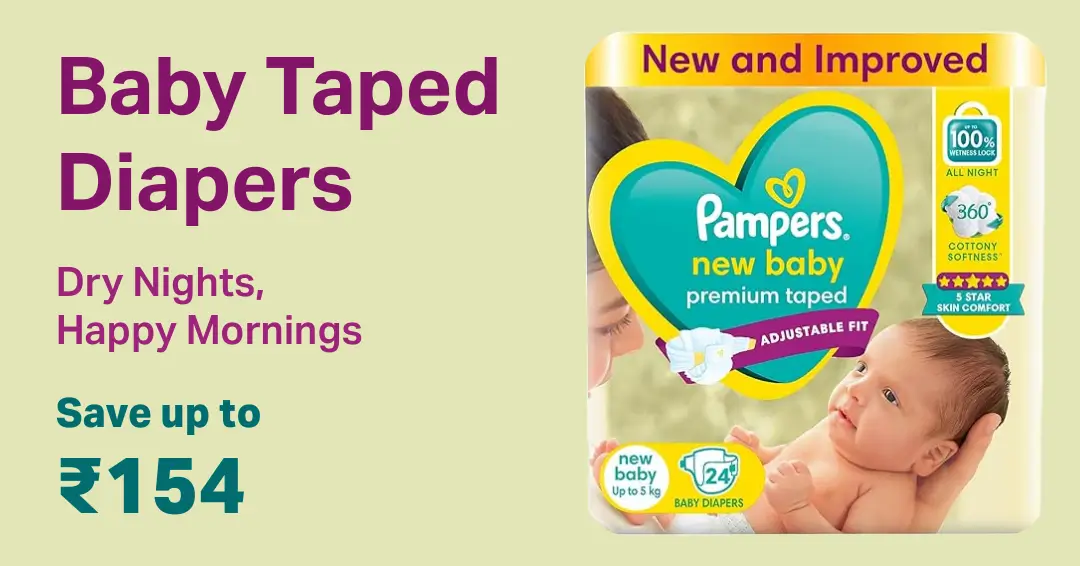 Baby Taped
Diapers
Dry Nights,
Happy Mornings
Save up to
₹154
New and Improved
UP TO
100%
WETNESS LOCK
ALL NIGHT
360°
COTTONY
SOFTNESS*
5 STAR
SKIN COMFORT
Pampers®
new baby
premium taped
ADJUSTABLE FIT
new
baby
Up to 5 kg
24
BABY DIAPERS